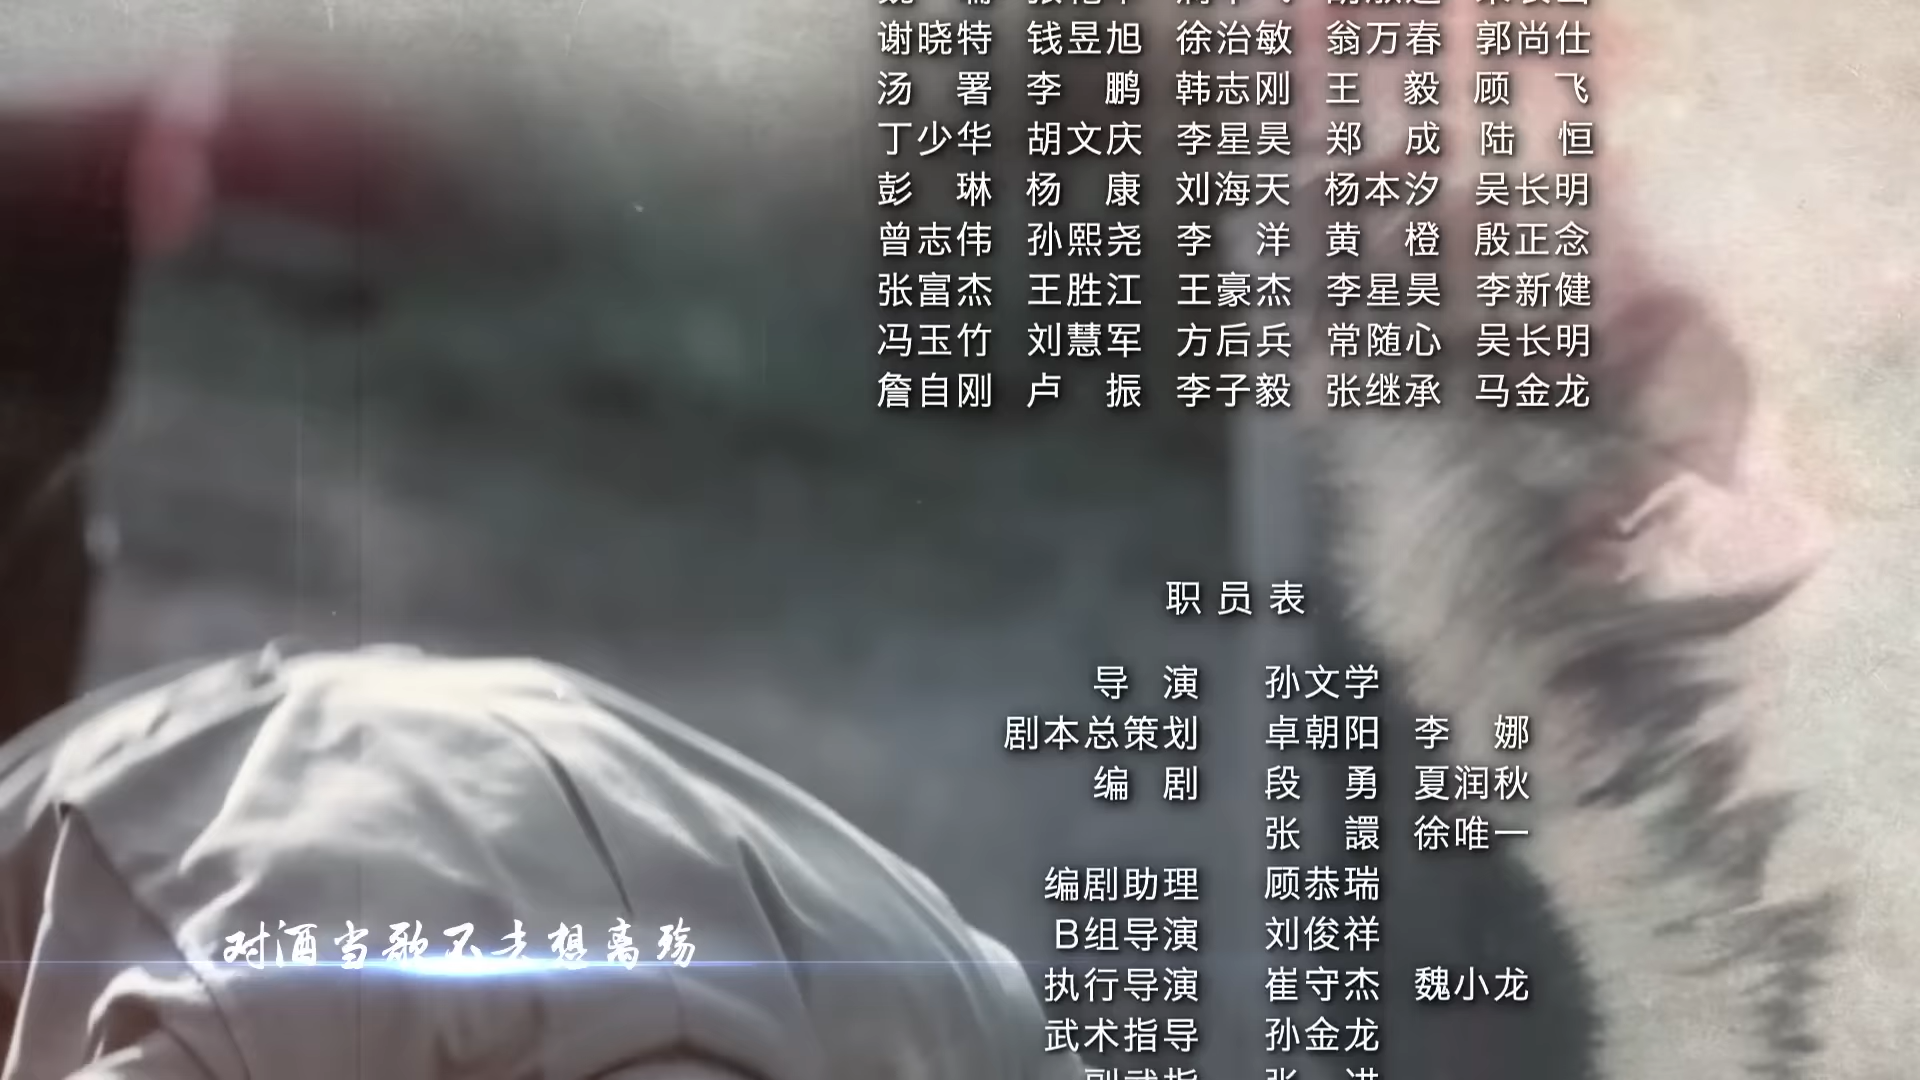 谢晓特 钱昱旭 徐治敏 翁万春 郭尚仕
汤 署 李 鹏 韩志刚 王 毅 顾 飞
丁少华 胡文庆 李星昊 郑 成 陆 恒
彭 琳 杨 康 刘海天 杨本汐 吴长明
曾志伟 孙熙尧 李 洋 黄 橙 殷正念
张富杰 王胜江 王豪杰 李星昊 李新健
冯玉竹 刘慧军 方后兵 常随心 吴长明
詹自刚 卢 振 李子毅 张继承 马金龙
职员表
导 演 孙文学
剧本总策划 卓朝阳 李 娜
编 剧 段 勇 夏润秋
张 譞 徐唯一
编剧助理 顾恭瑞
B组导演 刘俊祥
执行导演 崔守杰 魏小龙
武术指导 孙金龙
对酒当歌不去想离殇